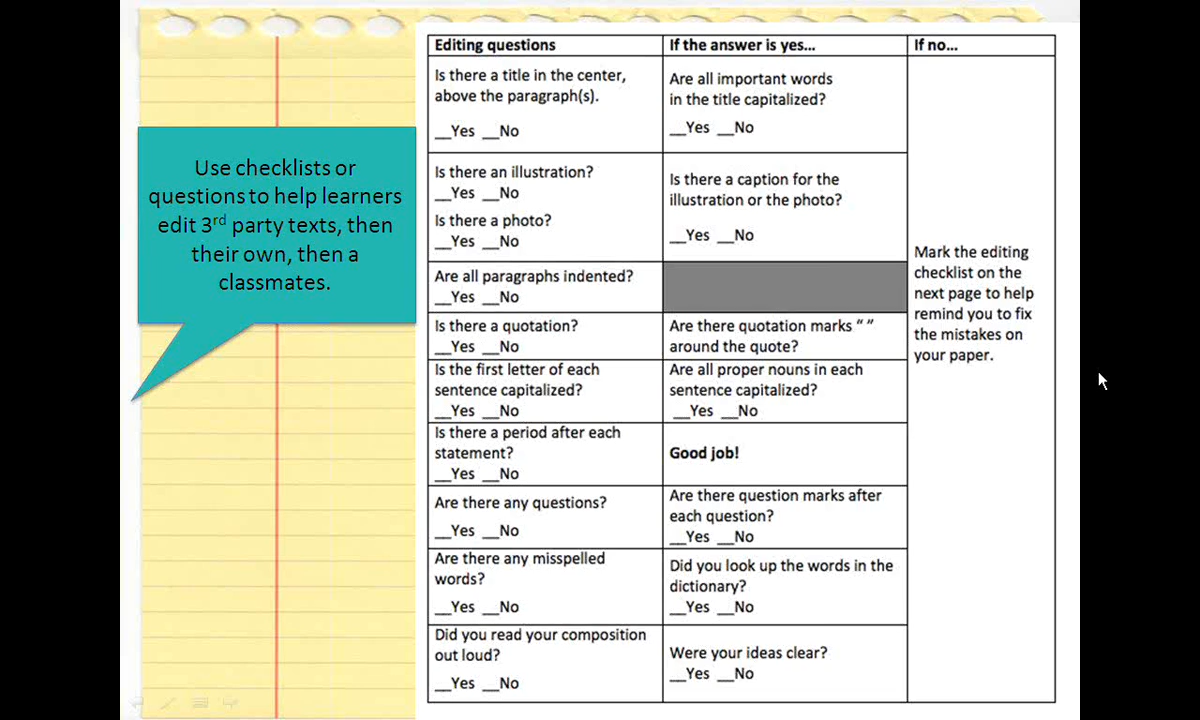 Use checklists or
questions to help learners
edit 3rd party texts, then
their own, then a
classmates.
Editing questions
If the answer is yes...
If no...
Is there a title in the center,
above the paragraph(s).
__Yes __No
Are all important words
in the title capitalized?
__Yes __No
Is there an illustration?
__Yes __No
Is there a photo?
__Yes __No
Is there a caption for the
illustration or the photo?
__Yes __No
Are all paragraphs indented?
__Yes __No
Is there a quotation?
__Yes __No
Are there quotation marks “ ”
around the quote?
Is the first letter of each
sentence capitalized?
__Yes __No
Are all proper nouns in each
sentence capitalized?
__Yes __No
Is there a period after each
statement?
__Yes __No
Good job!
Are there any questions?
__Yes __No
Are there question marks after
each question?
__Yes __No
Are there any misspelled
words?
__Yes __No
Did you look up the words in the
dictionary?
__Yes __No
Did you read your composition
out loud?
__Yes __No
Were your ideas clear?
__Yes __No
Mark the editing
checklist on the
next page to help
remind you to fix
the mistakes on
your paper.